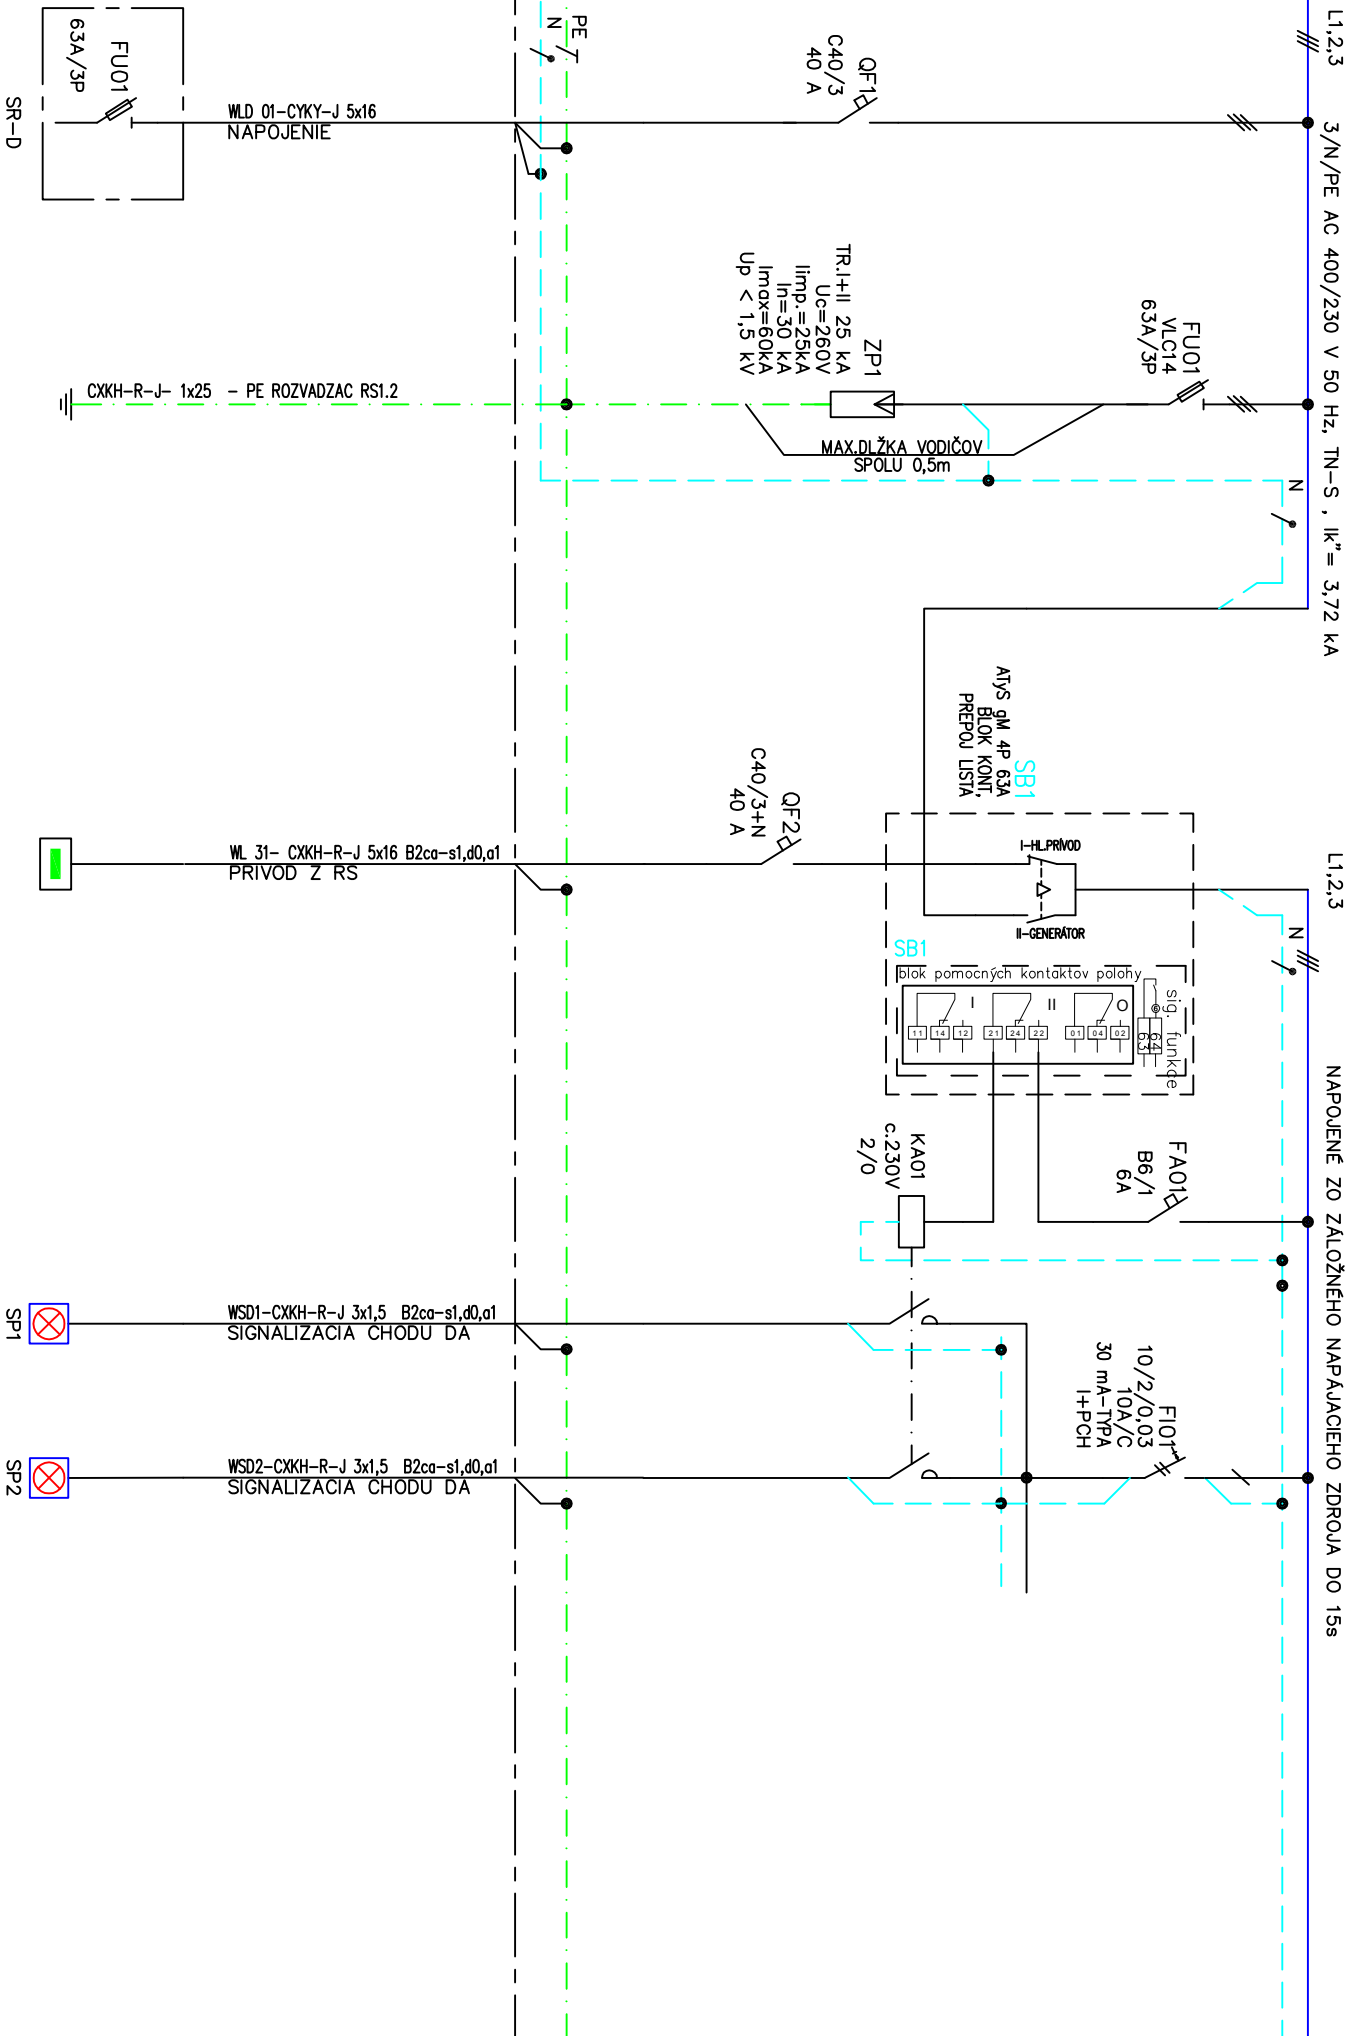 L1,2,3
3/N/PE AC 400/230 V 50 Hz, TN-S , Ik"= 3,72 kA
PE
N
QF1
C40/3
40 A
FU01
63A/3P
SR-D
WLD 01-CYKY-J 5x16
NAPOJENIE
FU01
VLC14
63A/3P
ZP1
TR.I+II 25 kA
Uc=260V
Iimp.=25kA
In=30 kA
Imax=60kA
Up < 1,5 kV
MAX.DĹŽKA VODIČOV
SPOLU 0,5m
CXKH-R-J- 1x25 - PE ROZVADZAC RS1.2
N
SB1
ATyS gM 4P 63A
BLOK KONT,
PREPOJ LISTA
QF2
C40/3+N
40 A
WL 31- CXKH-R-J 5x16 B2ca-s1,d0,a1
PRIVOD Z RS
I-HL.PRÍVOD
II-GENERÁTOR
L1,2,3
N
SB1
blok pomocných kontaktov polohy
I
II
O
11
14
12
21
24
22
01
04
02
sig. funkce
63
64
NAPOJENÉ ZO ZÁLOŽNÉHO NAPÁJACIEHO ZDROJA DO 15s
FA01
B6/1
6A
KA01
c.230V
2/0
WSD1-CXKH-R-J 3x1,5 B2ca-s1,d0,a1
SIGNALIZACIA CHODU DA
SP1
FI01
10/2/0,03
10A/C
30 mA-TYPA
I+PCH
WSD2-CXKH-R-J 3x1,5 B2ca-s1,d0,a1
SIGNALIZACIA CHODU DA
SP2